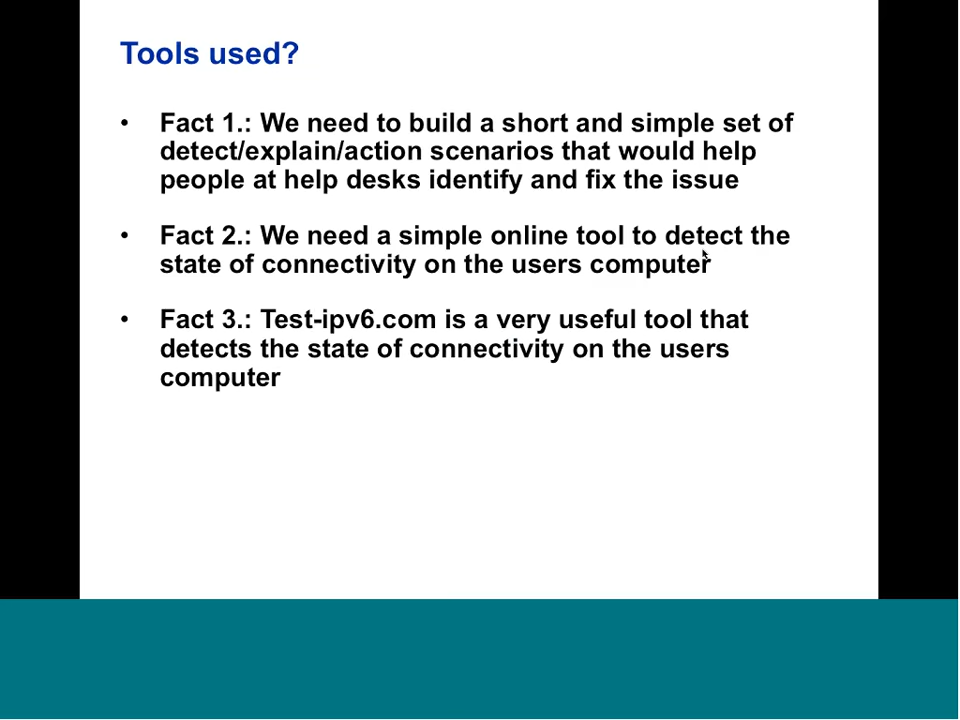 Tools used?
• Fact 1.: We need to build a short and simple set of
detect/explain/action scenarios that would help
people at help desks identify and fix the issue
• Fact 2.: We need a simple online tool to detect the
state of connectivity on the users computer
• Fact 3.: Test-ipv6.com is a very useful tool that
detects the state of connectivity on the users
computer